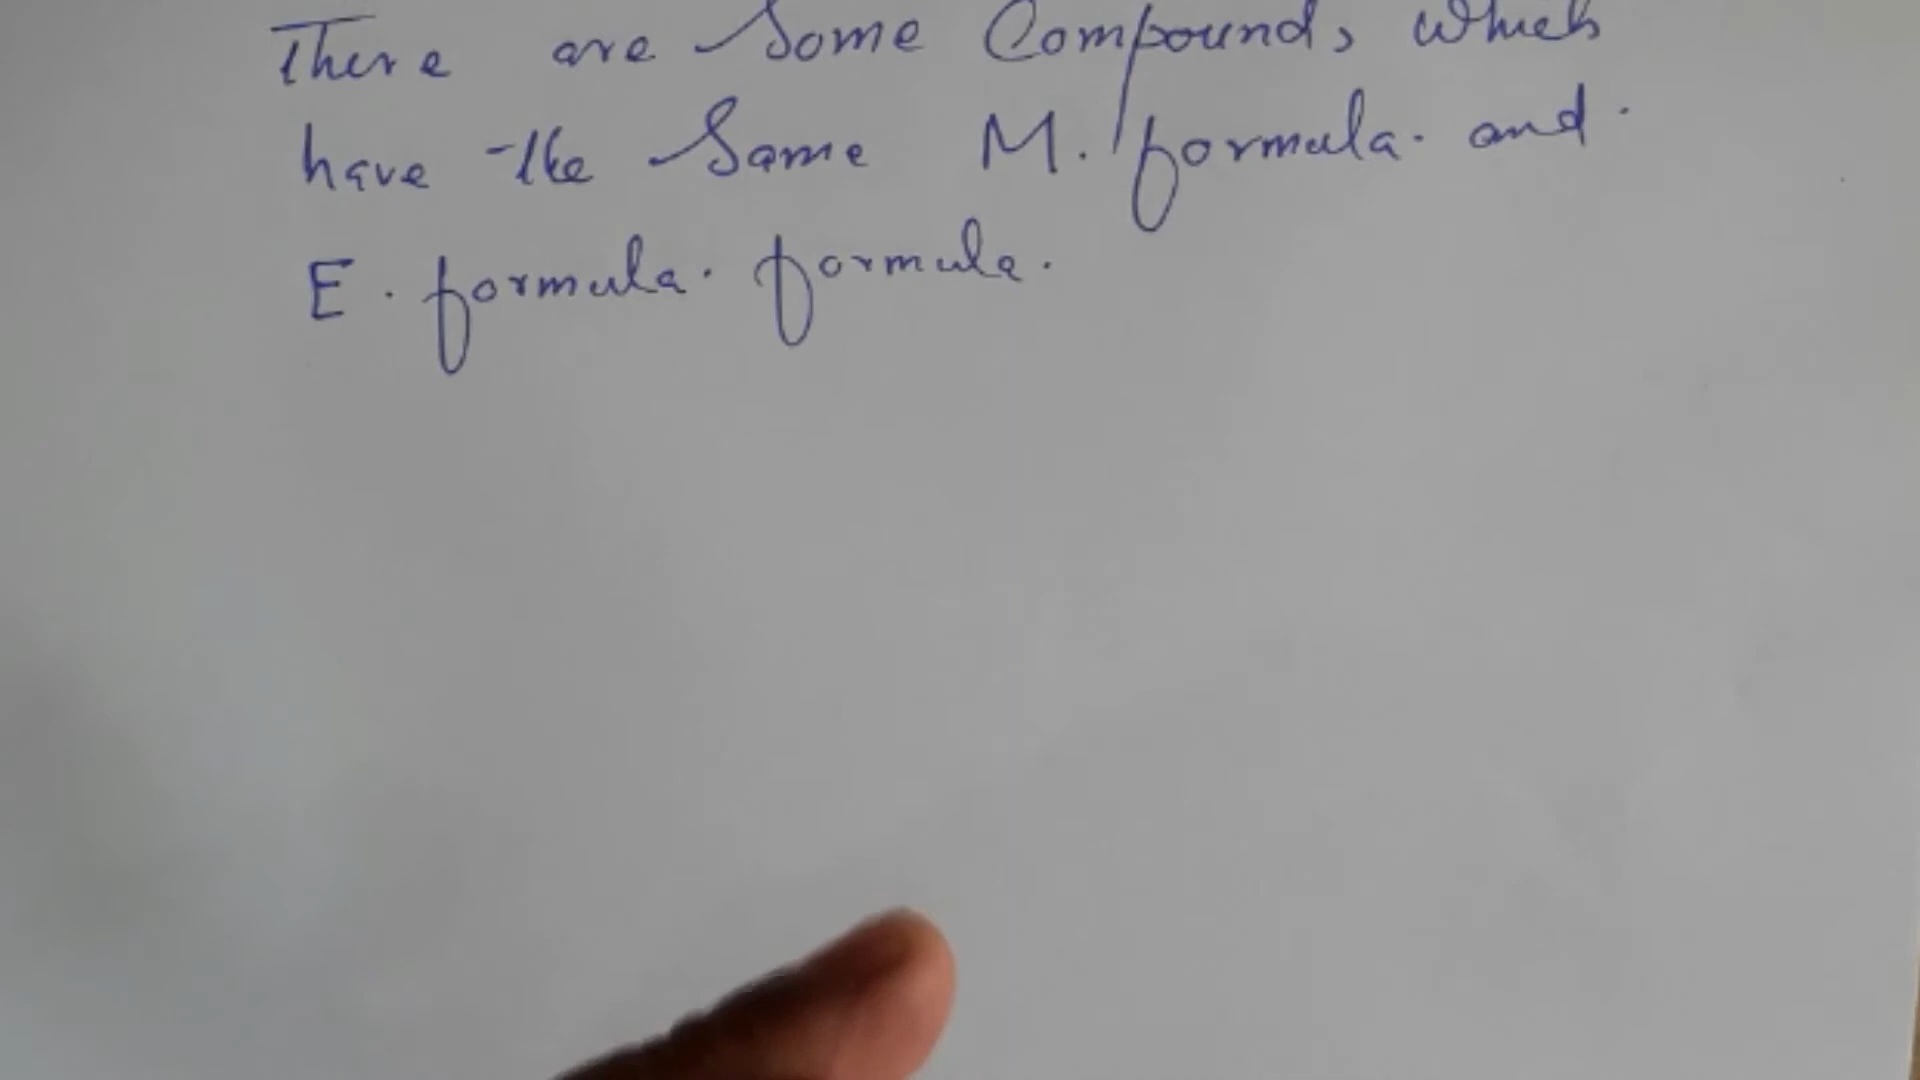 There are Some Compounds which
have the Same M. formula. and.
E. formula. formula.